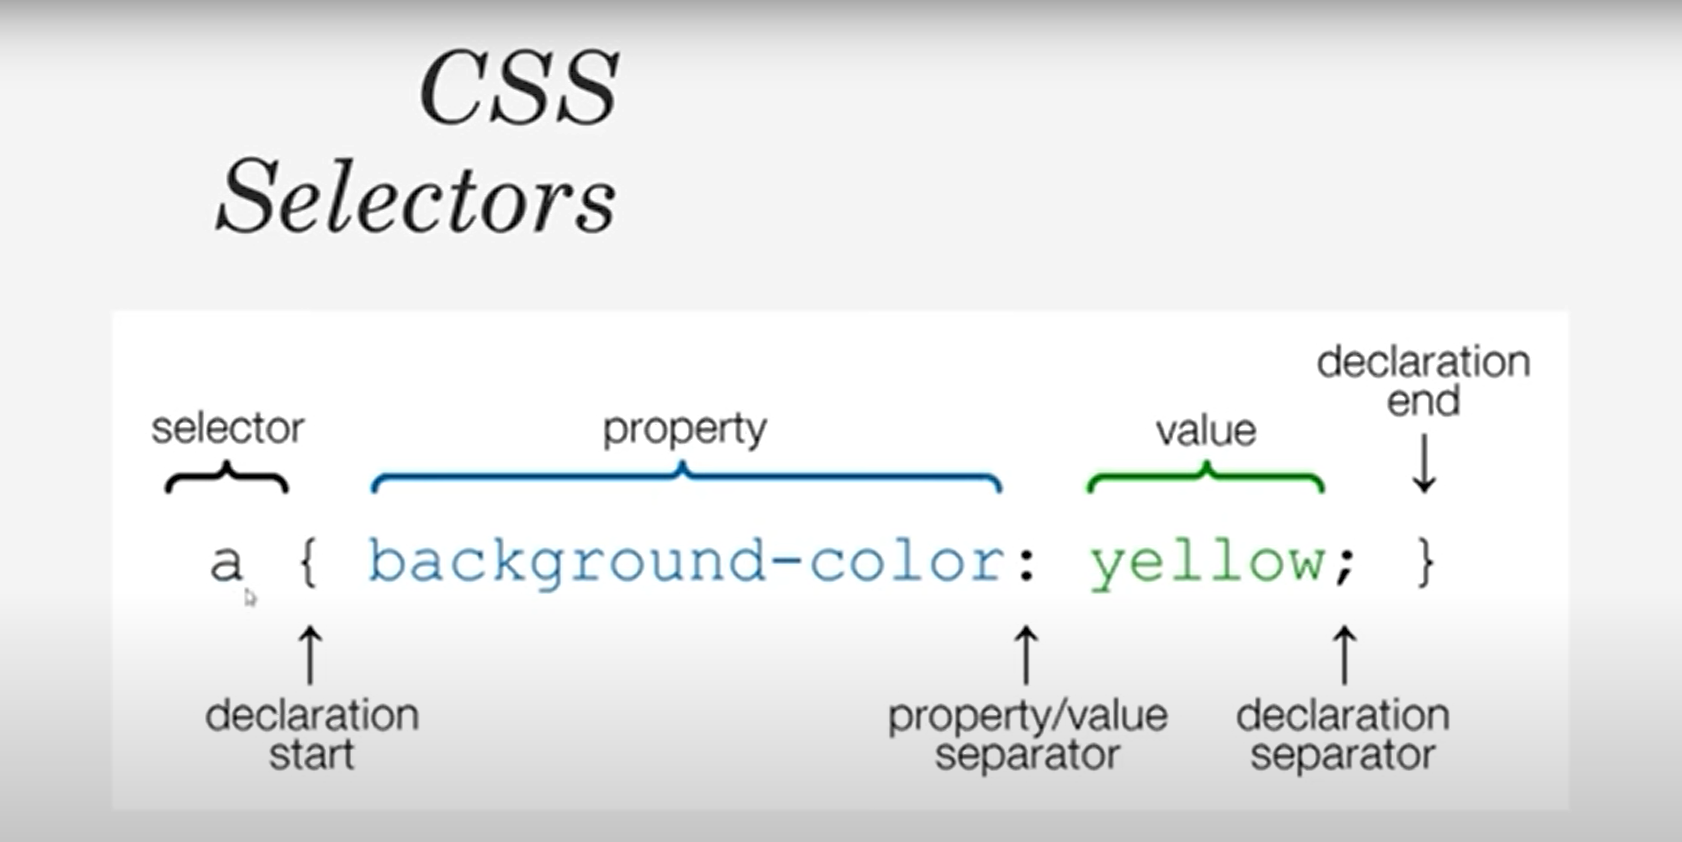 CSS
Selectors
declaration
end
selector
property
value
a { background-color: yellow; }
declaration
start
property/value
separator
declaration
separator